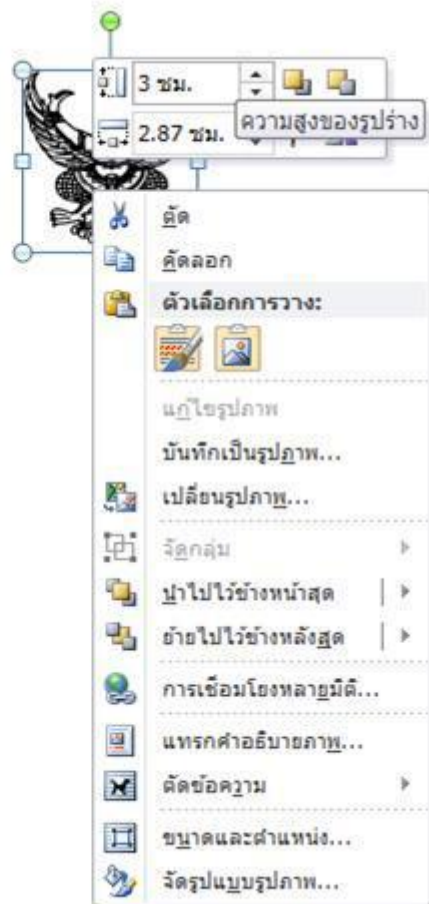 3 ซม.
ความสูงของรูปร่าง
2.87 ซม.
ตัด
คัดลอก
ตัวเลือกการวาง:
แก้ไขรูปภาพ
บันทึกเป็นรูปภาพ...
เปลี่ยนรูปภาพ...
จัดกลุ่ม
นำไปไว้ข้างหน้าสุด
ย้ายไปไว้ข้างหลังสุด
การเชื่อมโยงหลายมิติ...
แทรกคำอธิบายภาพ...
ตัดข้อความ
ขนาดและตำแหน่ง...
จัดรูปแบบรูปภาพ...